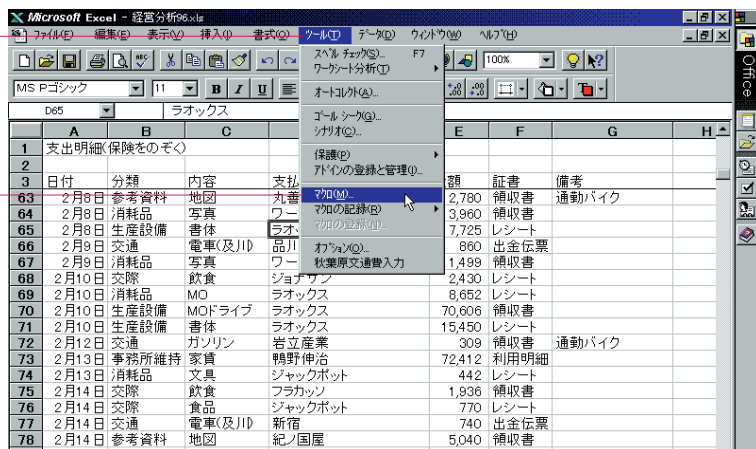 Microsoft Excel - 経営分析96.xls
ファイル(F) 編集(E) 表示(V) 挿入(I) 書式(O) ツール(T) データ(D) ウィンドウ(W) ヘルプ(H)
100%
MS Pゴシック 11 B I U
D65 ラオックス
スペル チェック(S)... F7
ワークシート分析(T)
オートコレクト(A)...
ゴール シーク(G)...
シナリオ(C)...
保護(P)
アドインの登録と管理(I)...
マクロ(M)...
マクロの記録(R)
マクロの登録(N)...
オプション(O)...
秋葉原交通費入力
Office
A B C E F G H
1 支出明細(保険をのぞく)
2
3 日付 分類 内容 支払 額 証書 備考
63 2月8日 参考資料 地図 丸善 2,780 領収書 通勤バイク
64 2月8日 消耗品 写真 ワー 3,960 領収書
65 2月8日 生産設備 書体 ラオ 7,725 レシート
66 2月9日 交通 電車(及川) 品川 860 出金伝票
67 2月9日 消耗品 写真 ワー 1,499 領収書
68 2月10日 交際 飲食 ジョナサン 2,430 レシート
69 2月10日 消耗品 MO ラオックス 8,652 レシート
70 2月10日 生産設備 MOドライブ ラオックス 70,606 領収書
71 2月10日 生産設備 書体 ラオックス 15,450 レシート
72 2月12日 交通 ガソリン 岩立産業 309 領収書 通勤バイク
73 2月13日 事務所維持 家賃 鴨野伸治 72,412 利用明細
74 2月13日 消耗品 文具 ジャックポット 442 レシート
75 2月14日 交際 飲食 フラカッソ 1,936 領収書
76 2月14日 交際 食品 ジャックポット 770 レシート
77 2月14日 交通 電車(及川) 新宿 740 出金伝票
78 2月14日 参考資料 地図 紀ノ国屋 5,040 領収書